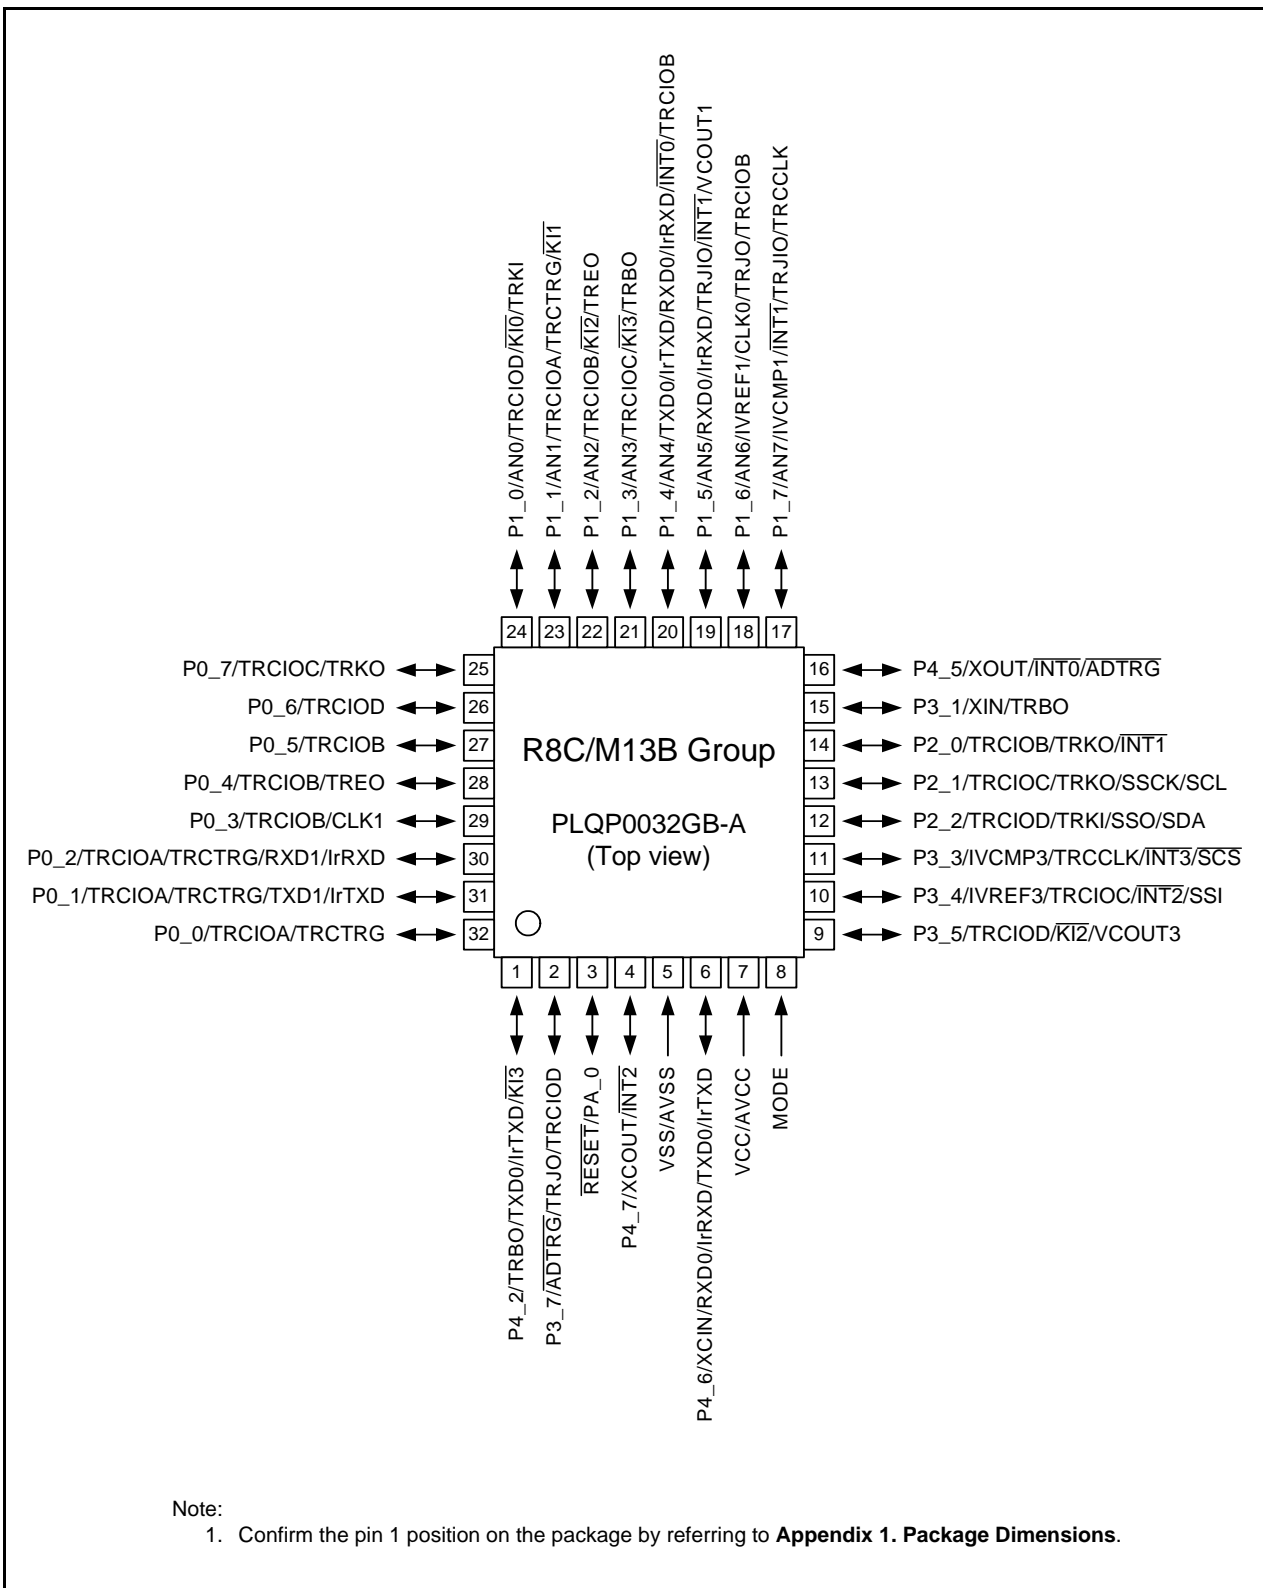 P1_0/AN0/TRCIOD/KI0/TRKI
P1_1/AN1/TRCIOA/TRCTRG/KI1
P1_2/AN2/TRCIOB/KI2/TREO
P1_3/AN3/TRCIOC/KI3/TRBO
P1_4/AN4/TXD0/IrTXD/RXD0/IrRXD/INT0/TRCIOB
P1_5/AN5/RXD0/IrRXD/TRJIO/INT1/VCOUT1
P1_6/AN6/IVREF1/CLK0/TRJO/TRCIOB
P1_7/AN7/IVCMP1/INT1/TRJIO/TRCCLK
24 23 22 21 20 19 18 17
P0_7/TRCIOC/TRKO 25
P0_6/TRCIOD 26
P0_5/TRCIOB 27
P0_4/TRCIOB/TREO 28
P0_3/TRCIOB/CLK1 29
P0_2/TRCIOA/TRCTRG/RXD1/IrRXD 30
P0_1/TRCIOA/TRCTRG/TXD1/IrTXD 31
P0_0/TRCIOA/TRCTRG 32
R8C/M13B Group
PLQP0032GB-A
(Top view)
16 P4_5/XOUT/INT0/ADTRG
15 P3_1/XIN/TRBO
14 P2_0/TRCIOB/TRKO/INT1
13 P2_1/TRCIOC/TRKO/SSCK/SCL
12 P2_2/TRCIOD/TRKI/SSO/SDA
11 P3_3/IVCMP3/TRCCLK/INT3/SCS
10 P3_4/IVREF3/TRCIOC/INT2/SSI
9 P3_5/TRCIOD/KI2/VCOUT3
1 2 3 4 5 6 7 8
P4_2/TRBO/TXD0/IrTXD/KI3
P3_7/ADTRG/TRJO/TRCIOD
RESET/PA_0
P4_7/XCOUT/INT2
VSS/AVSS
P4_6/XCIN/RXD0/IrRXD/TXD0/IrTXD
VCC/AVCC
MODE
Note:
1. Confirm the pin 1 position on the package by referring to Appendix 1. Package Dimensions.